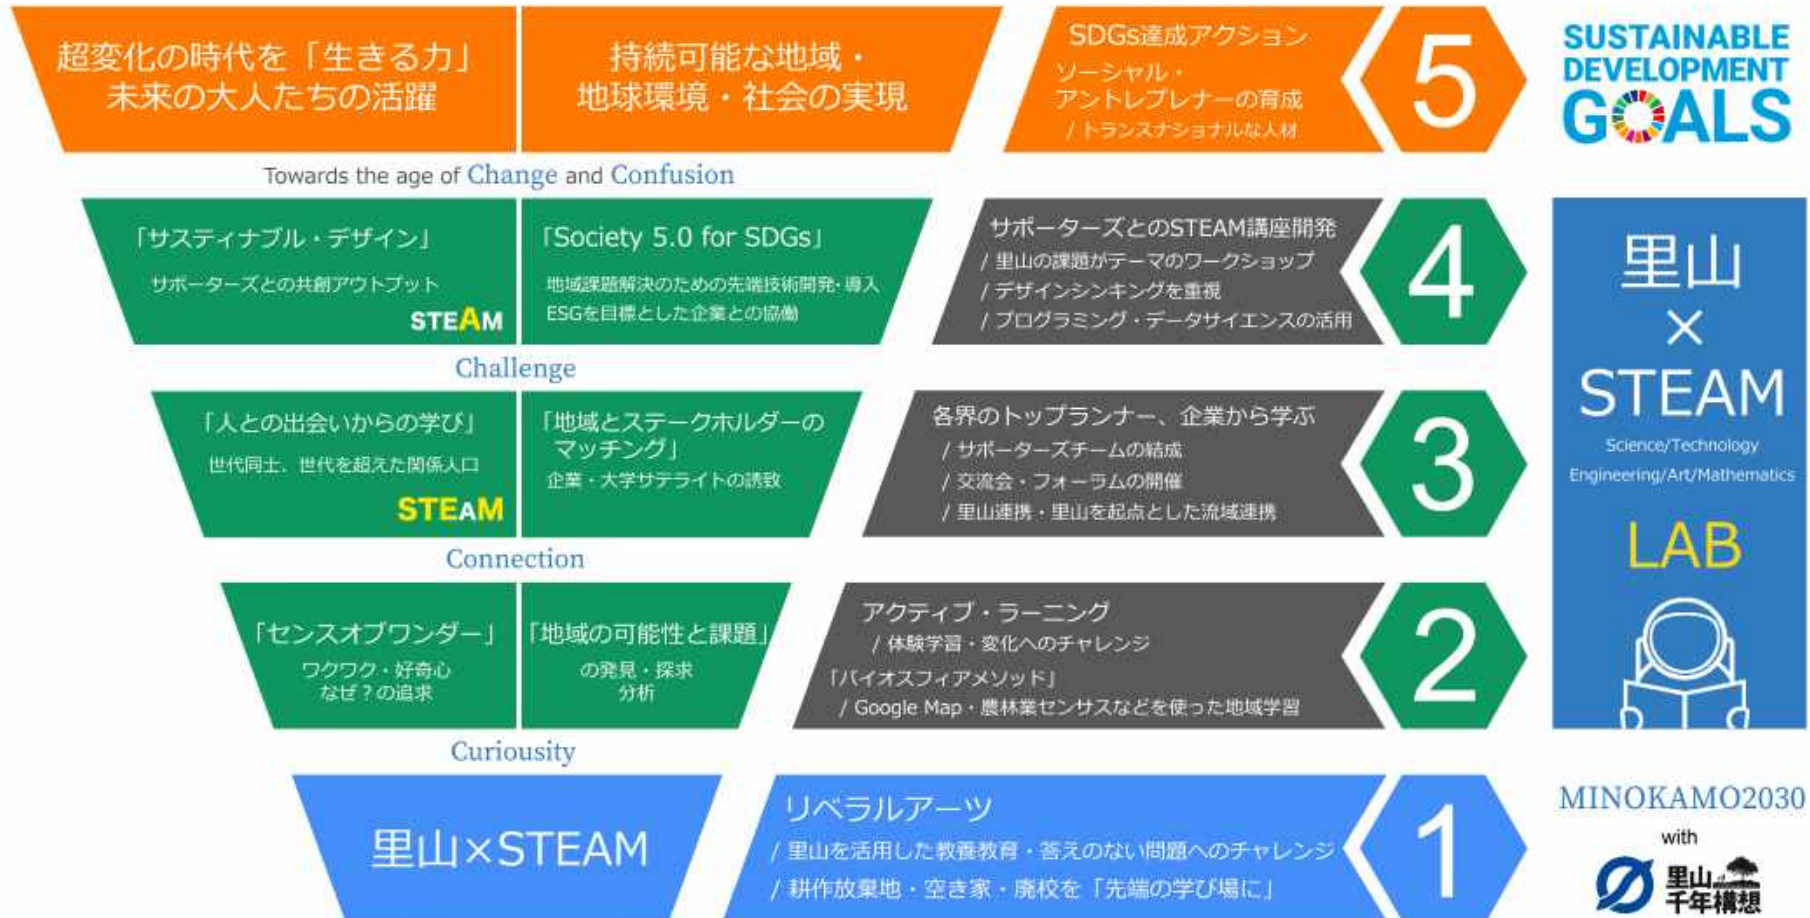 超変化の時代を「生きる力」
未来の大人たちの活躍
持続可能な地域・
地球環境・社会の実現
SDGs達成アクション
ソーシャル・
アントレプレナーの育成
/ トランスナショナルな人材
5
SUSTAINABLE
DEVELOPMENT
GOALS
Towards the age of Change and Confusion
「サスティナブル・デザイン」
サポーターズとの共創アウトプット
STEAM
「Society 5.0 for SDGs」
地域課題解決のための先端技術開発・導入
ESGを目標とした企業との協働
サポーターズとのSTEAM講座開発
/ 里山の課題がテーマのワークショップ
/ デザインシンキングを重視
/ プログラミング・データサイエンスの活用
4
Challenge
「人との出会いからの学び」
世代同士、世代を超えた関係人口
STEAM
「地域とステークホルダーの
マッチング」
企業・大学サテライトの誘致
各界のトップランナー、企業から学ぶ
/ サポーターズチームの結成
/ 交流会・フォーラムの開催
/ 里山連携・里山を起点とした流域連携
3
Connection
「センスオブワンダー」
ワクワク・好奇心
なぜ？の追求
「地域の可能性と課題」
の発見・探求
分析
アクティブ・ラーニング
/ 体験学習・変化へのチャレンジ
「バイオスフィアメソッド」
/ Google Map・農林業センサスなどを使った地域学習
2
Curiousity
里山×STEAM
リベラルアーツ
/ 里山を活用した教養教育・答えのない問題へのチャレンジ
/ 耕作放棄地・空き家・廃校を「先端の学び場に」
1
里山
×
STEAM
Science/Technology
Engineering/Art/Mathematics
LAB
MINOKAMO2030
with
里山
千年構想